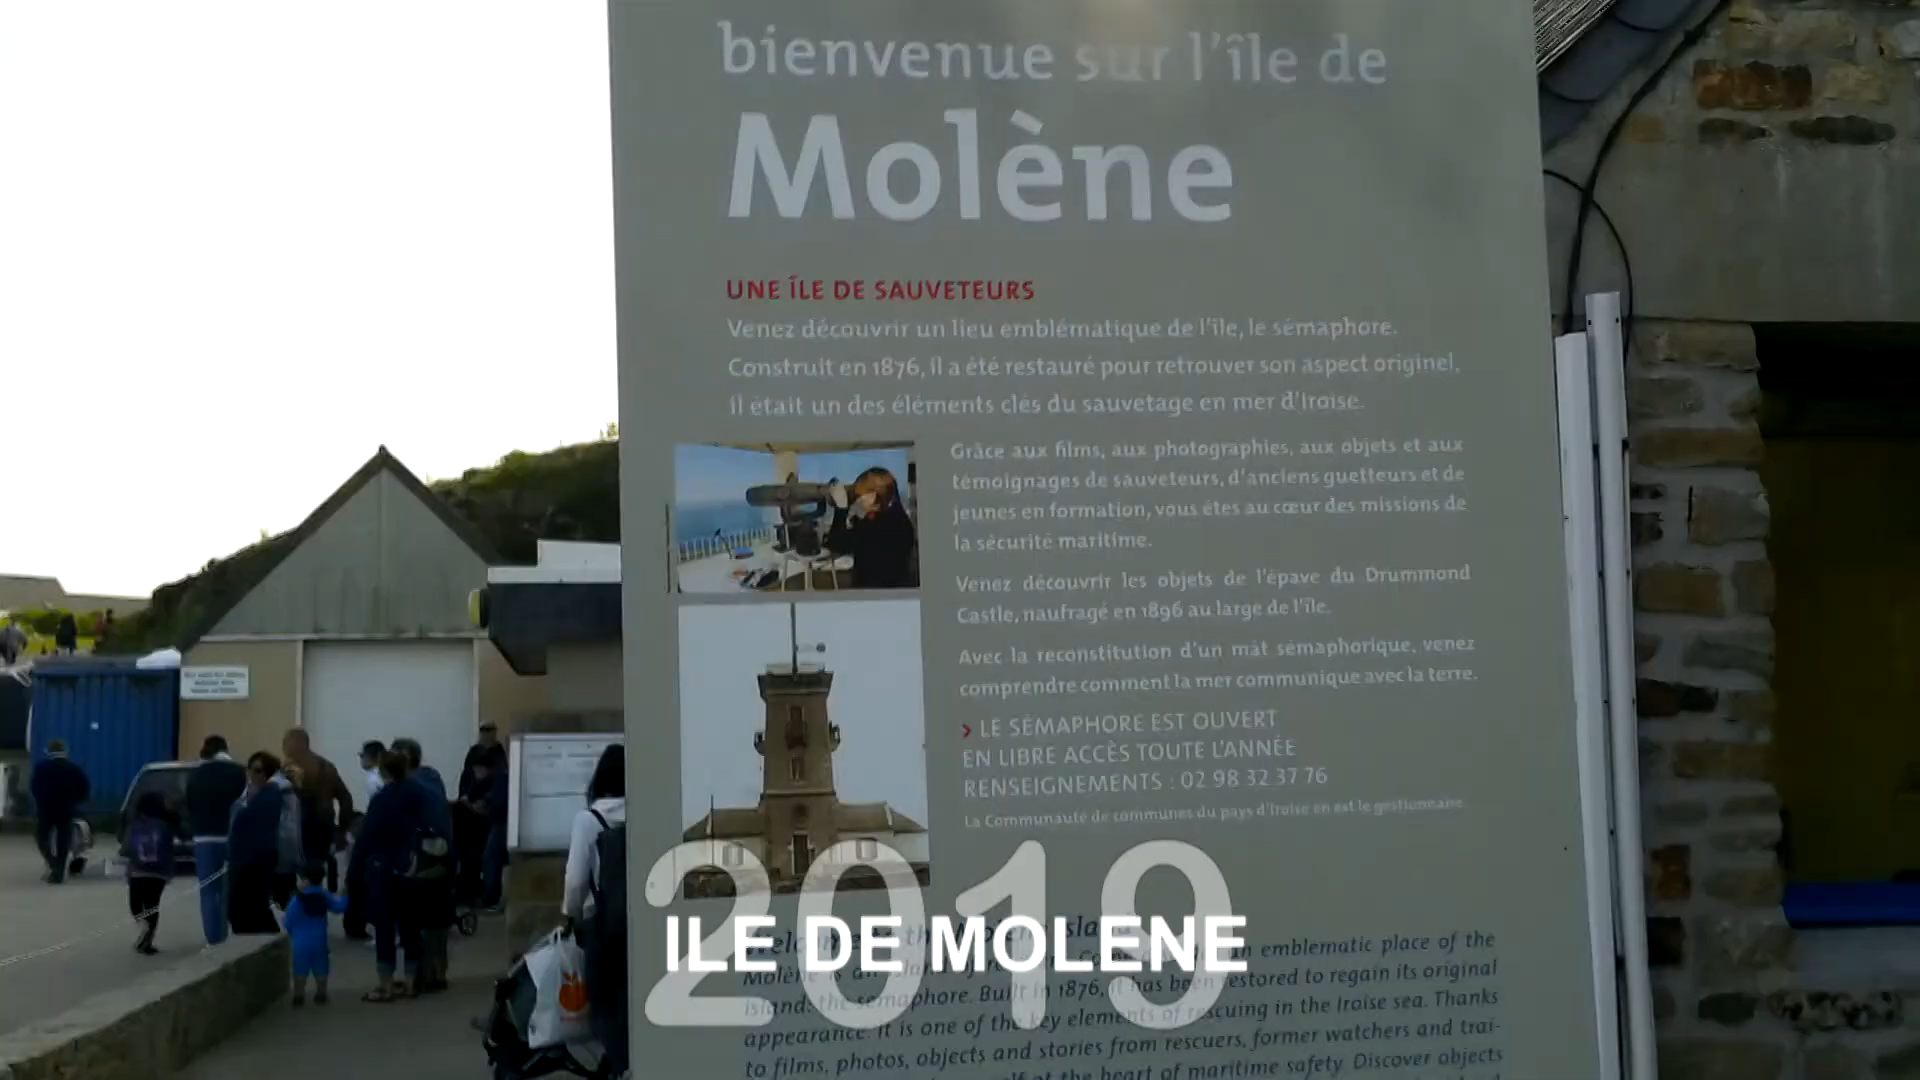 bienvenue sur l'île de
Molène
UNE ÎLE DE SAUVETEURS
Venez découvrir un lieu emblématique de l'île, le sémaphore.
Construit en 1876, il a été restauré pour retrouver son aspect originel,
il était un des éléments clés du sauvetage en mer d'Iroise.
Grâce aux films, aux photographies, aux objets et aux
témoignages de sauveteurs, d'anciens guetteurs et de
jeunes en formation, vous êtes au cœur des missions de
la sécurité maritime.
Venez découvrir les objets de l'épave du Drummond
Castle, naufragé en 1896 au large de l'île.
Avec la reconstitution d'un mât sémaphorique, venez
comprendre comment la mer communique avec la terre.
> LE SÉMAPHORE EST OUVERT
EN LIBRE ACCÈS TOUTE L'ANNÉE
RENSEIGNEMENTS : 02 98 32 37 76
La Communauté de communes du pays d'Iroise en est le gestionnaire.
2019
ILE DE MOLENE
Welcome the
Molène is an emblematic place of the
island: the semaphore. Built in 1876, it has been restored to regain its original
appearance. It is one of the key elements of rescuing in the Iroise sea. Thanks
to films, photos, objects and stories from rescuers, former watchers and trai-
at the heart of maritime safety. Discover objects